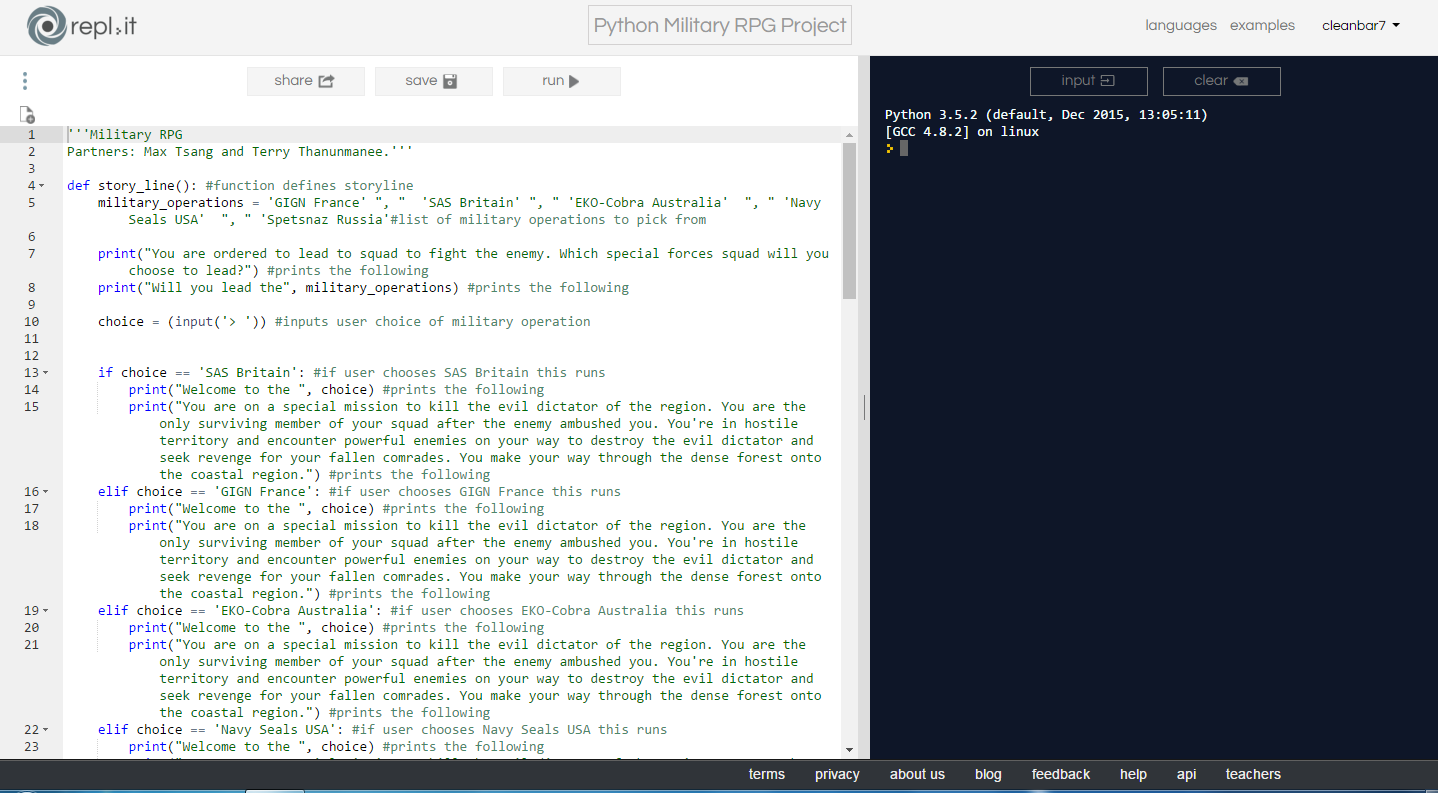 repl.it
Python Military RPG Project
languages examples cleanbar7
share save run
input clear
Python 3.5.2 (default, Dec 2015, 13:05:11)
[GCC 4.8.2] on linux
1 '''Military RPG
2 Partners: Max Tsang and Terry Thanunmanee.'''
3
4 def story_line(): #function defines storyline
5 military_operations = 'GIGN France' ", "  'SAS Britain' ", " 'EKO-Cobra Australia'  ", " 'Navy
Seals USA'  ", " 'Spetsnaz Russia'#list of military operations to pick from
6
7 print("You are ordered to lead to squad to fight the enemy. Which special forces squad will you
choose to lead?") #prints the following
8 print("Will you lead the", military_operations) #prints the following
9
10 choice = (input('> ')) #inputs user choice of military operation
11
12
13 if choice == 'SAS Britain': #if user chooses SAS Britain this runs
14 print("Welcome to the ", choice) #prints the following
15 print("You are on a special mission to kill the evil dictator of the region. You are the
only surviving member of your squad after the enemy ambushed you. You're in hostile
territory and encounter powerful enemies on your way to destroy the evil dictator and
seek revenge for your fallen comrades. You make your way through the dense forest onto
the coastal region.") #prints the following
16 elif choice == 'GIGN France': #if user chooses GIGN France this runs
17 print("Welcome to the ", choice) #prints the following
18 print("You are on a special mission to kill the evil dictator of the region. You are the
only surviving member of your squad after the enemy ambushed you. You're in hostile
territory and encounter powerful enemies on your way to destroy the evil dictator and
seek revenge for your fallen comrades. You make your way through the dense forest onto
the coastal region.") #prints the following
19 elif choice == 'EKO-Cobra Australia': #if user chooses EKO-Cobra Australia this runs
20 print("Welcome to the ", choice) #prints the following
21 print("You are on a special mission to kill the evil dictator of the region. You are the
only surviving member of your squad after the enemy ambushed you. You're in hostile
territory and encounter powerful enemies on your way to destroy the evil dictator and
seek revenge for your fallen comrades. You make your way through the dense forest onto
the coastal region.") #prints the following
22 elif choice == 'Navy Seals USA': #if user chooses Navy Seals USA this runs
23 print("Welcome to the ", choice) #prints the following
terms privacy about us blog feedback help api teachers